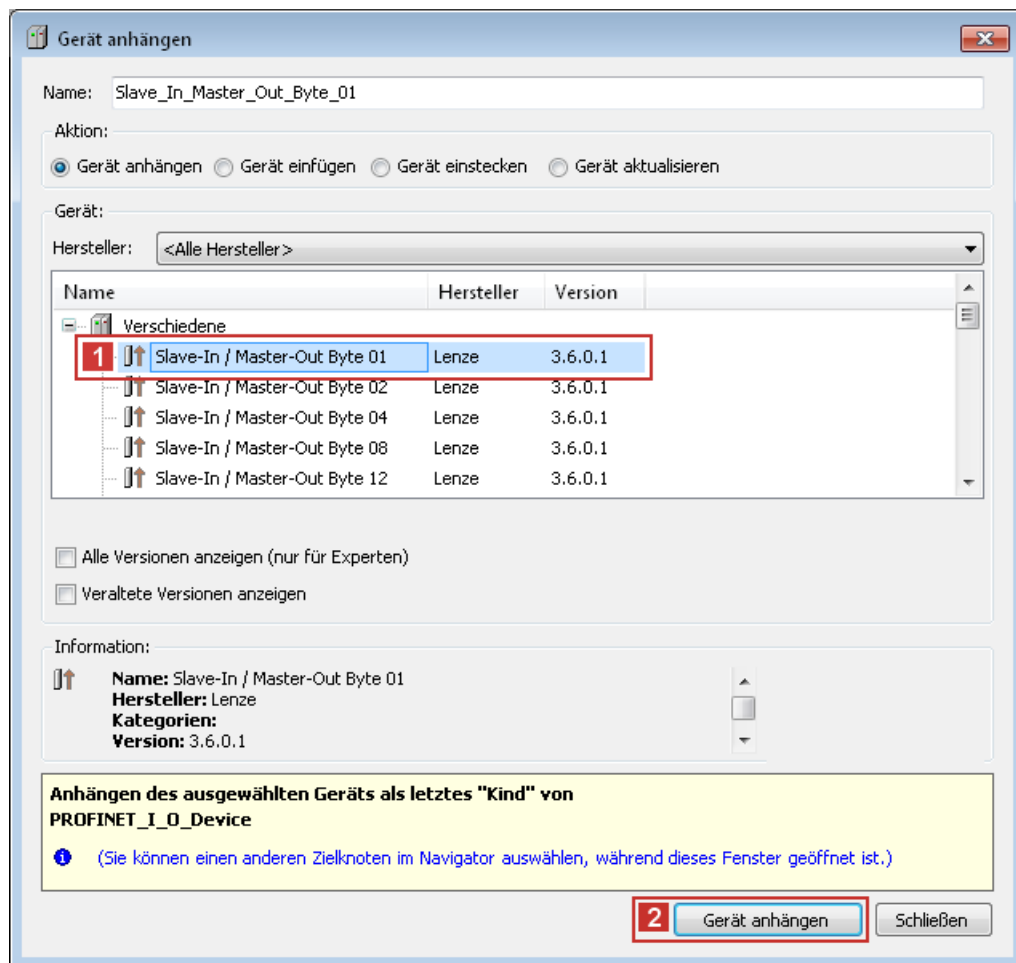 Gerät anhängen
Name: Slave_In_Master_Out_Byte_01
Aktion:
Gerät anhängen Gerät einfügen Gerät einstecken Gerät aktualisieren
Gerät:
Hersteller: <Alle Hersteller>
Name Hersteller Version
Verschiedene
1 Slave-In / Master-Out Byte 01 Lenze 3.6.0.1
Slave-In / Master-Out Byte 02 Lenze 3.6.0.1
Slave-In / Master-Out Byte 04 Lenze 3.6.0.1
Slave-In / Master-Out Byte 08 Lenze 3.6.0.1
Slave-In / Master-Out Byte 12 Lenze 3.6.0.1
Alle Versionen anzeigen (nur für Experten)
Veraltete Versionen anzeigen
Information:
Name: Slave-In / Master-Out Byte 01
Hersteller: Lenze
Kategorien:
Version: 3.6.0.1
Anhängen des ausgewählten Geräts als letztes "Kind" von
PROFINET_I_O_Device
(Sie können einen anderen Zielknoten im Navigator auswählen, während dieses Fenster geöffnet ist.)
2 Gerät anhängen Schließen